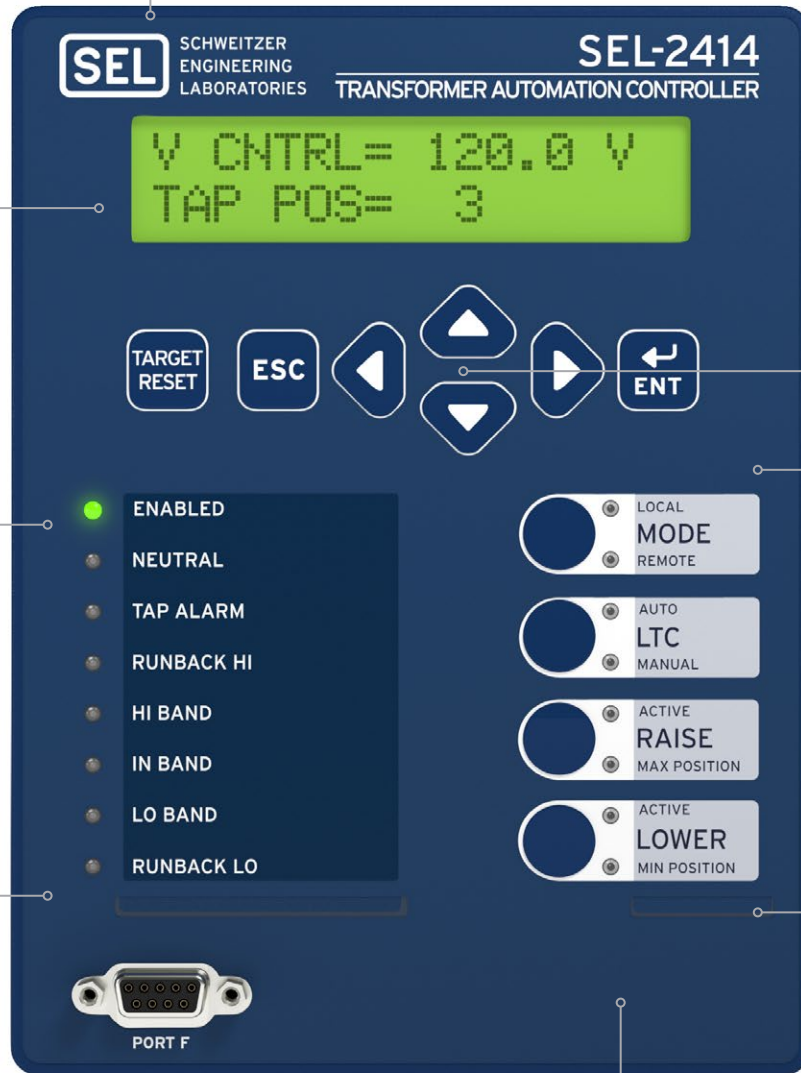 SEL
SCHWEITZER
ENGINEERING
LABORATORIES
SEL-2414
TRANSFORMER AUTOMATION CONTROLLER
V CNTRL= 120.0 V
TAP POS= 3
TARGET
RESET
ESC
ENT
ENABLED
NEUTRAL
TAP ALARM
RUNBACK HI
HI BAND
IN BAND
LO BAND
RUNBACK LO
LOCAL
MODE
REMOTE
AUTO
LTC
MANUAL
ACTIVE
RAISE
MAX POSITION
ACTIVE
LOWER
MIN POSITION
PORT F